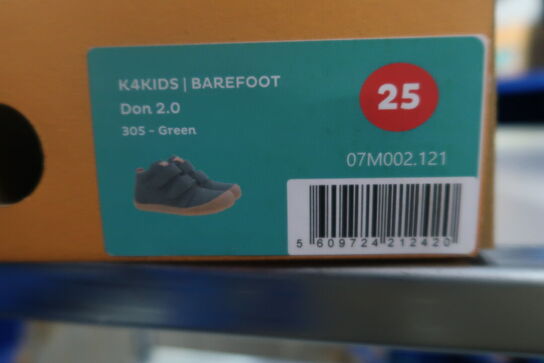 K4KIDS | BAREFOOT
Don 2.0
305 - Green
25
07M002.121
5 609724 212420